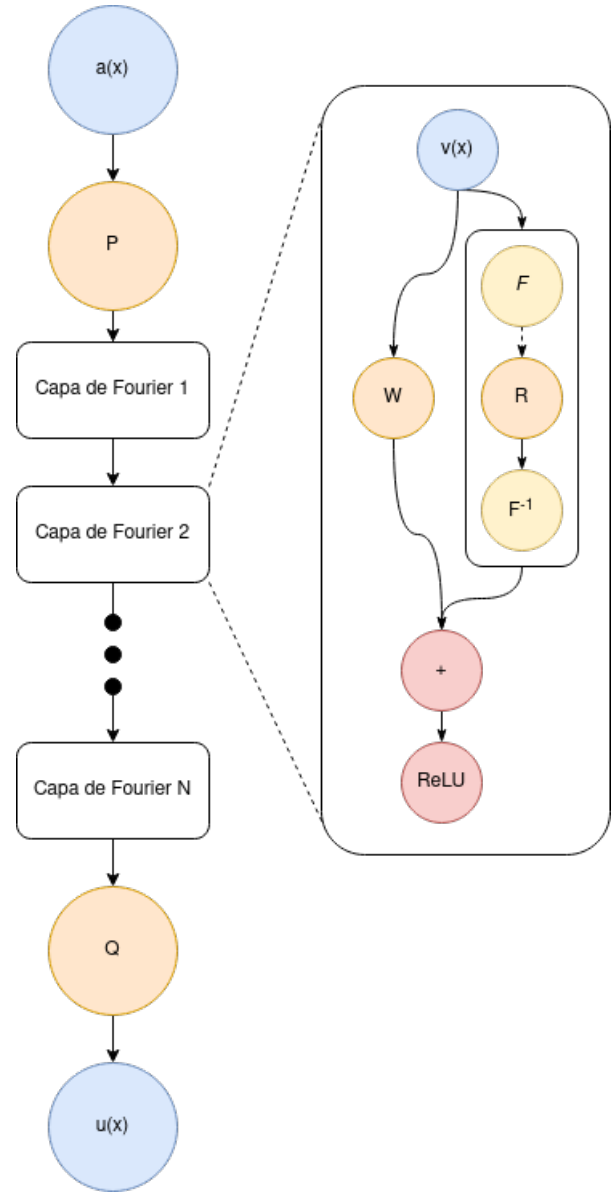 a(x)
P
Capa de Fourier 1
Capa de Fourier 2
Capa de Fourier N
Q
u(x)
v(x)
F
W
R
F⁻¹
+
ReLU